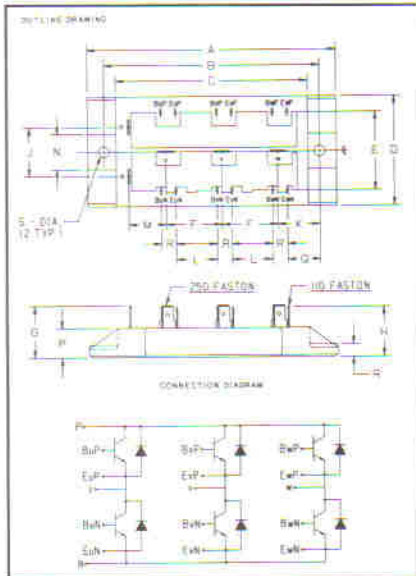 OUTLINE DRAWING
A
B
C
BuP EuP BvP EvP BwP EwP
J N
D
E
S - DIA.
(2 TYP.)
BuN EuN BvN EvN BwN EwN
M F F K
R R R
L L Q
.250 FASTON .110 FASTON
G P H
R
CONNECTION DIAGRAM
P
BuP BvP BwP
EuP EvP EwP
u v w
BuN BvN BwN
EuN EvN EwN
N